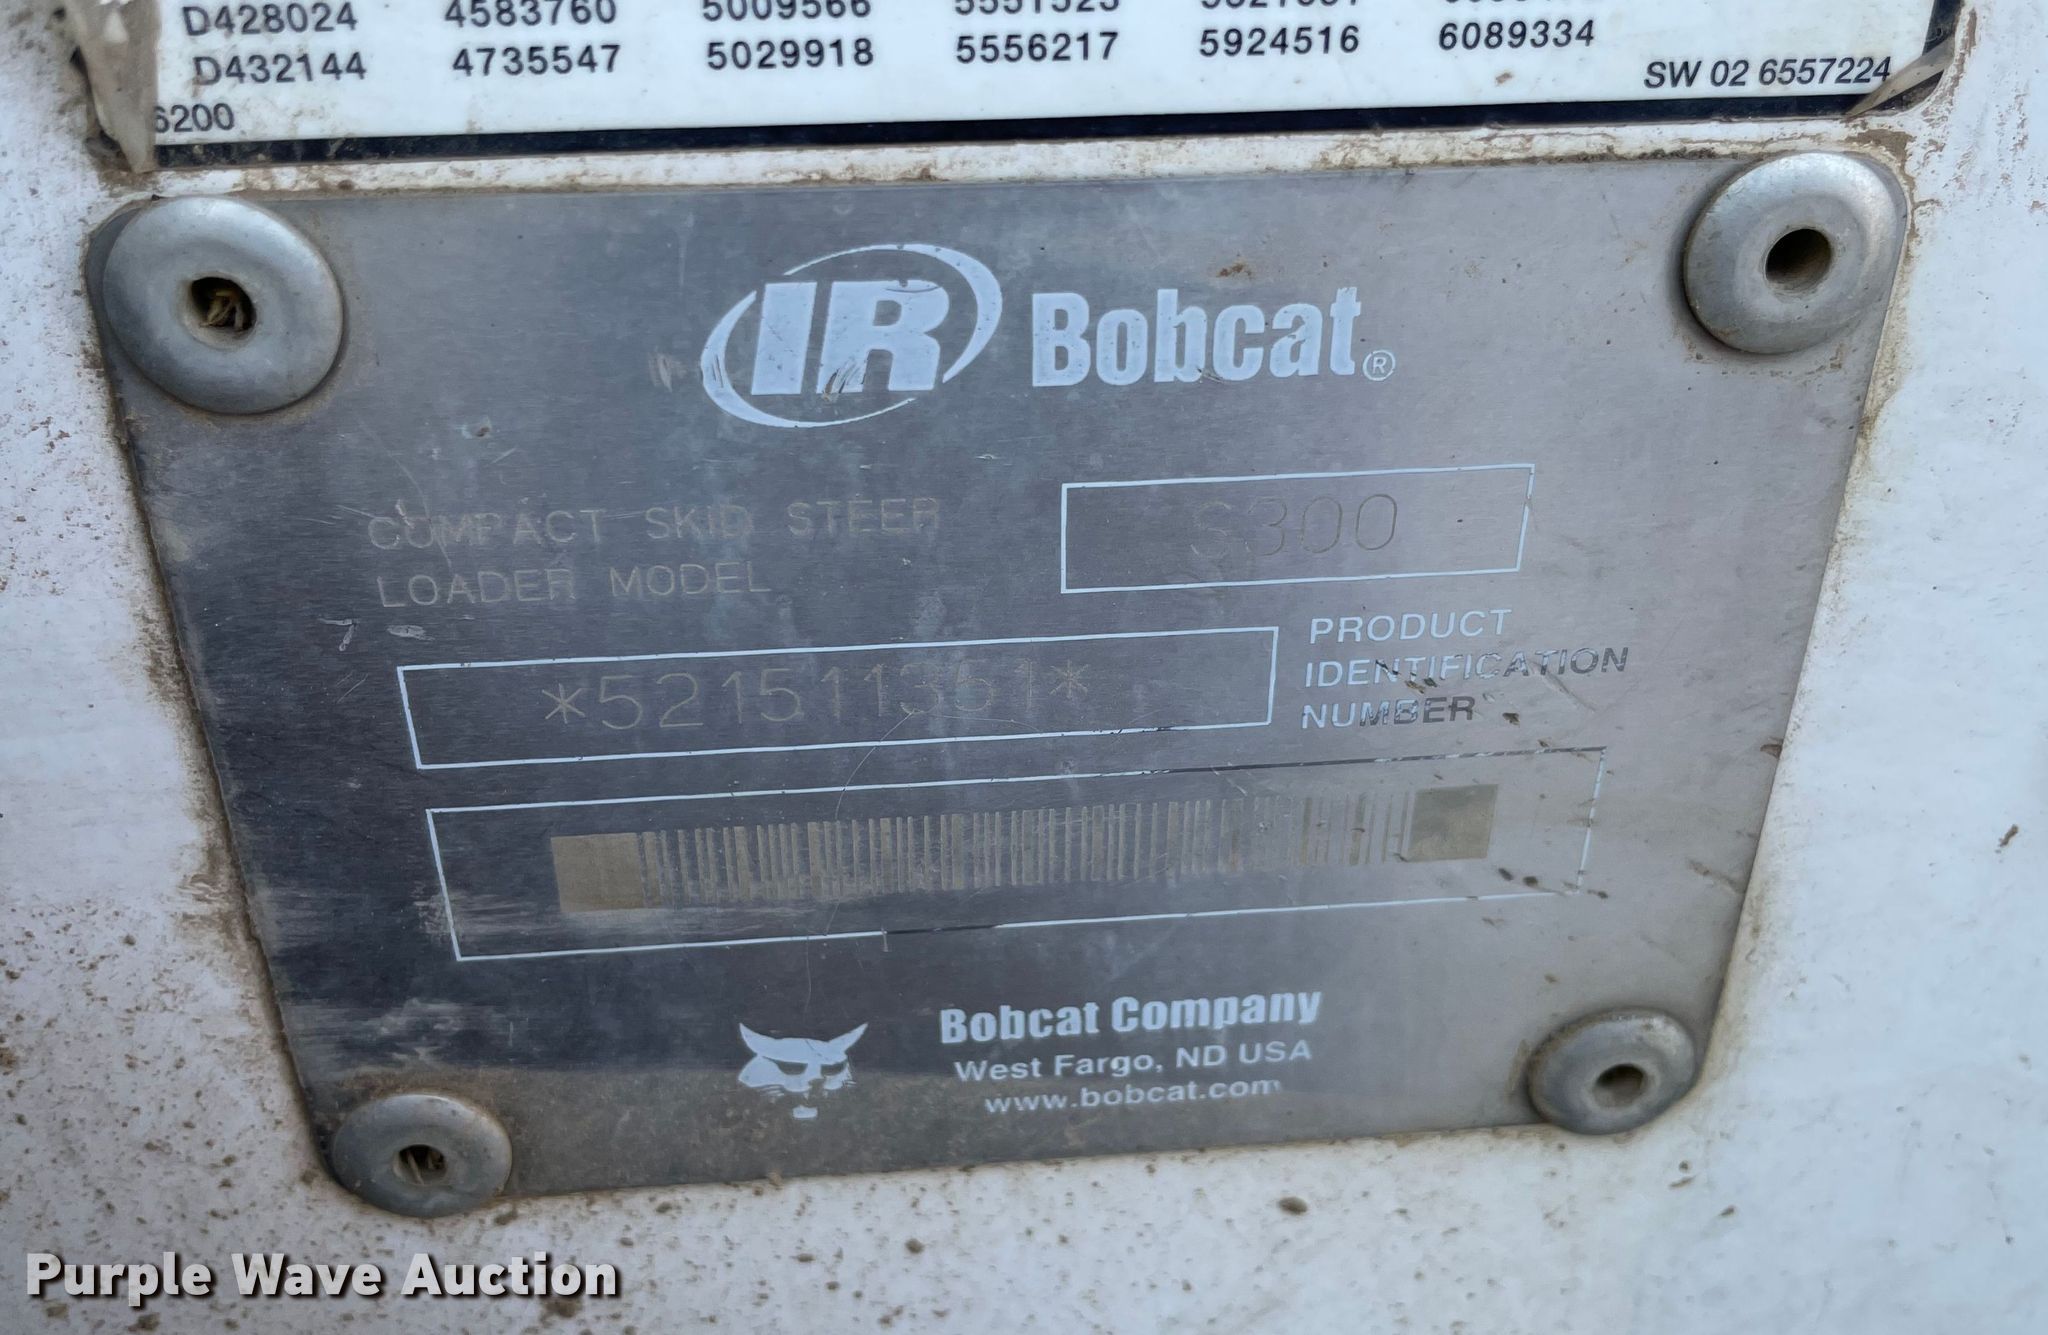 D428024 4583760 5009566
D432144 4735547 5029918 5556217 5924516 6089334
6200
SW 02 6557224
IR Bobcat®
COMPACT SKID STEER
LOADER MODEL
S300
*521511351*
PRODUCT
IDENTIFICATION
NUMBER
Bobcat Company
West Fargo, ND USA
www.bobcat.com
Purple Wave Auction